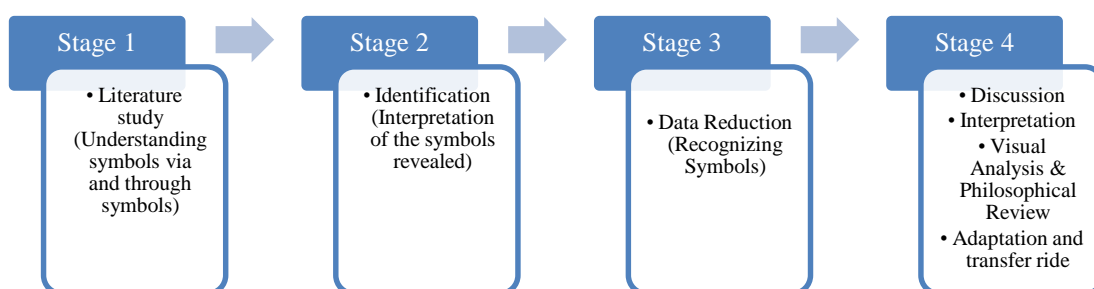 Stage 1
• Literature
study
(Understanding
symbols via
and through
symbols)
Stage 2
• Identification
(Interpretation
of the symbols
revealed)
Stage 3
• Data Reduction
(Recognizing
Symbols)
Stage 4
• Discussion
• Interpretation
• Visual
Analysis &
Philosophical
Review
• Adaptation and
transfer ride